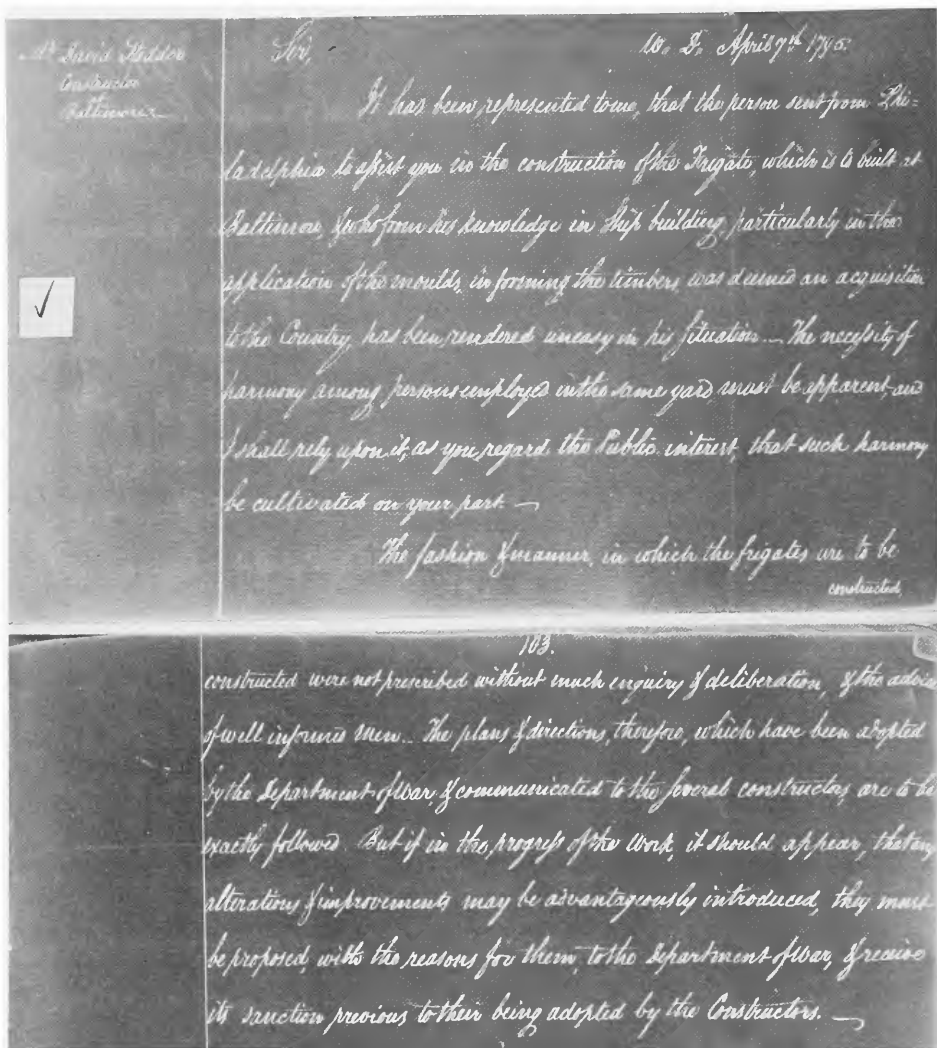 Mr. David Stodder
Constructor
Baltimore
Sir,
W. D. April 7th 1795.
It has been represented to me, that the person sent from Phi=
ladelphia to assist you in the construction of the Frigate, which is to built at
Baltimore, & who from his knowledge in Ship building, particularly in the
application of the moulds, in forming the timbers, was deemed an acquisition
to the Country, has been rendered uneasy in his situation — The necessity of
harmony among persons employed in the same yard must be apparent, and
I shall rely upon it, as you regard the Public interest, that such harmony
be cultivated on your part. —
The fashion & manner, in which the frigates are to be
constructed
103.
constructed were not prescribed without much enquiry & deliberation, & the advice
of well informed men — The plans & directions, therefore, which have been adopted
by the Department of War, & communicated to the several constructors, are to be
exactly followed. But if in the progress of the work, it should appear, that any
alterations & improvements may be advantageously introduced, they must
be proposed, with the reasons for them, to the Department of War, & receive
its sanction previous to their being adopted by the Constructors. —